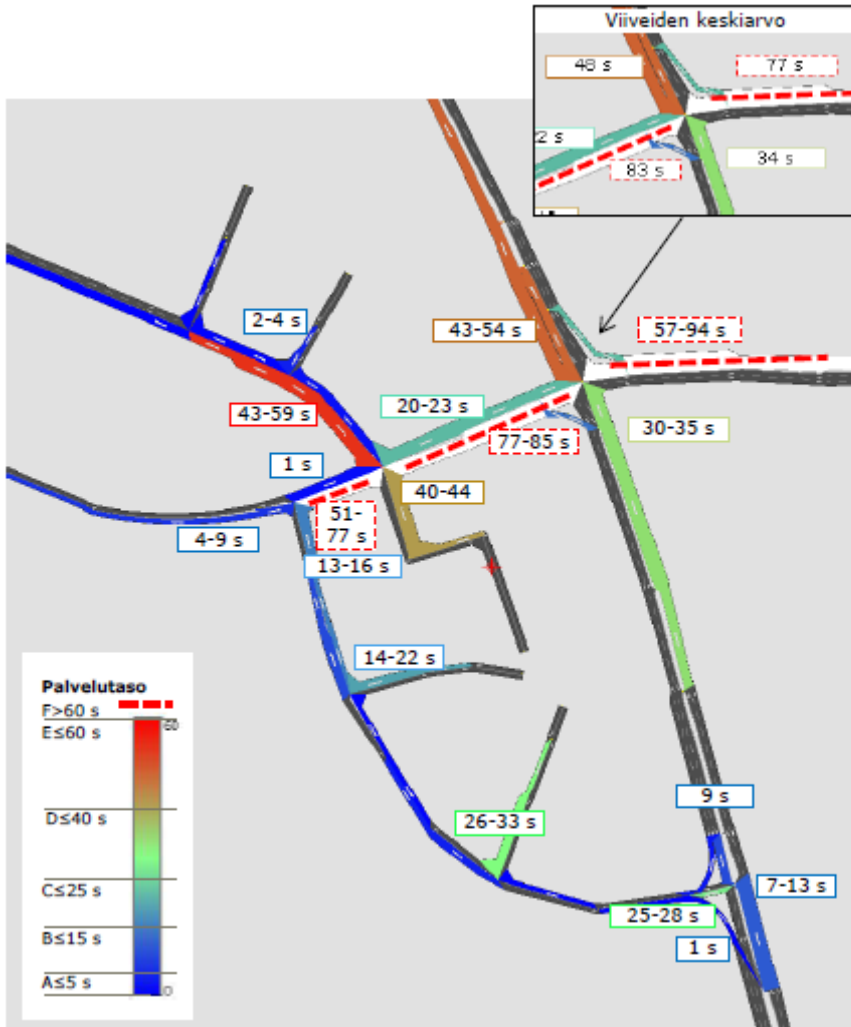 Viiveiden keskiarvo
48 s
77 s
22 s
34 s
83 s
2-4 s
43-54 s
57-94 s
43-59 s
20-23 s
77-85 s
30-35 s
1 s
40-44
51-
77 s
4-9 s
13-16 s
14-22 s
Palvelutaso
F>60 s
E≤60 s
60
D≤40 s
C≤25 s
B≤15 s
A≤5 s
0
26-33 s
9 s
7-13 s
25-28 s
1 s